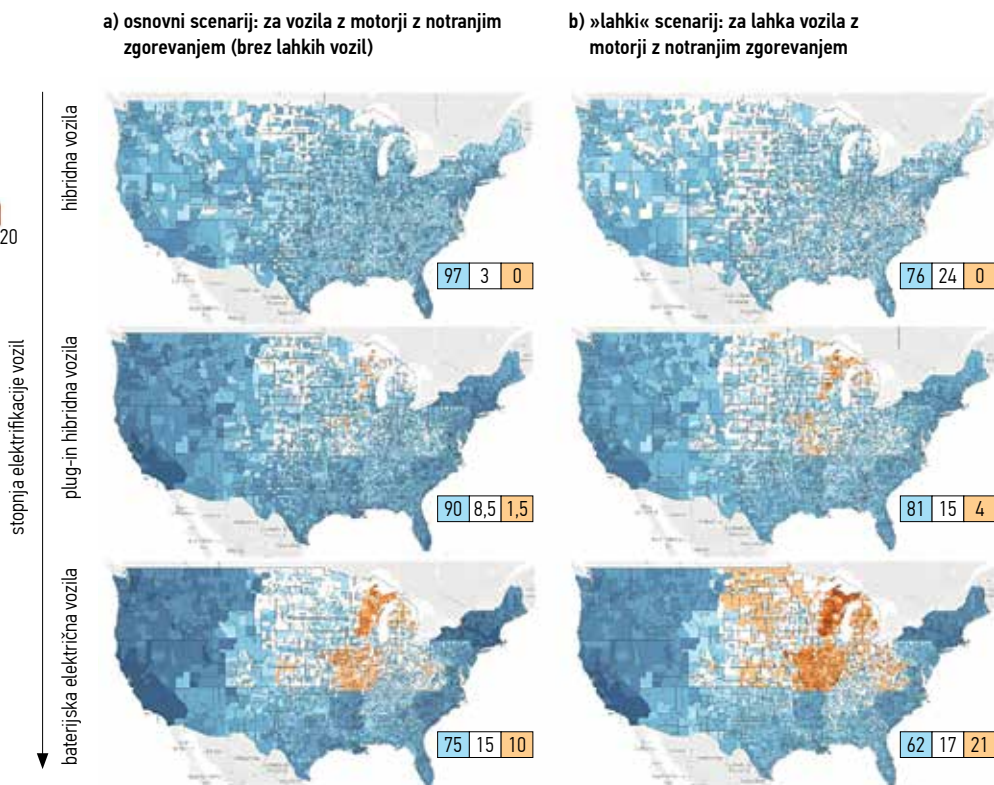 a) osnovni scenarij: za vozila z motorji z notranjim
zgorevanjem (brez lahkih vozil)
b) »lahki« scenarij: za lahka vozila z
motorji z notranjim zgorevanjem
20
stopnja elektrifikacije vozil
hibridna vozila
97 3 0
76 24 0
plug-in hibridna vozila
90 8,5 1,5
81 15 4
baterijska električna vozila
75 15 10
62 17 21